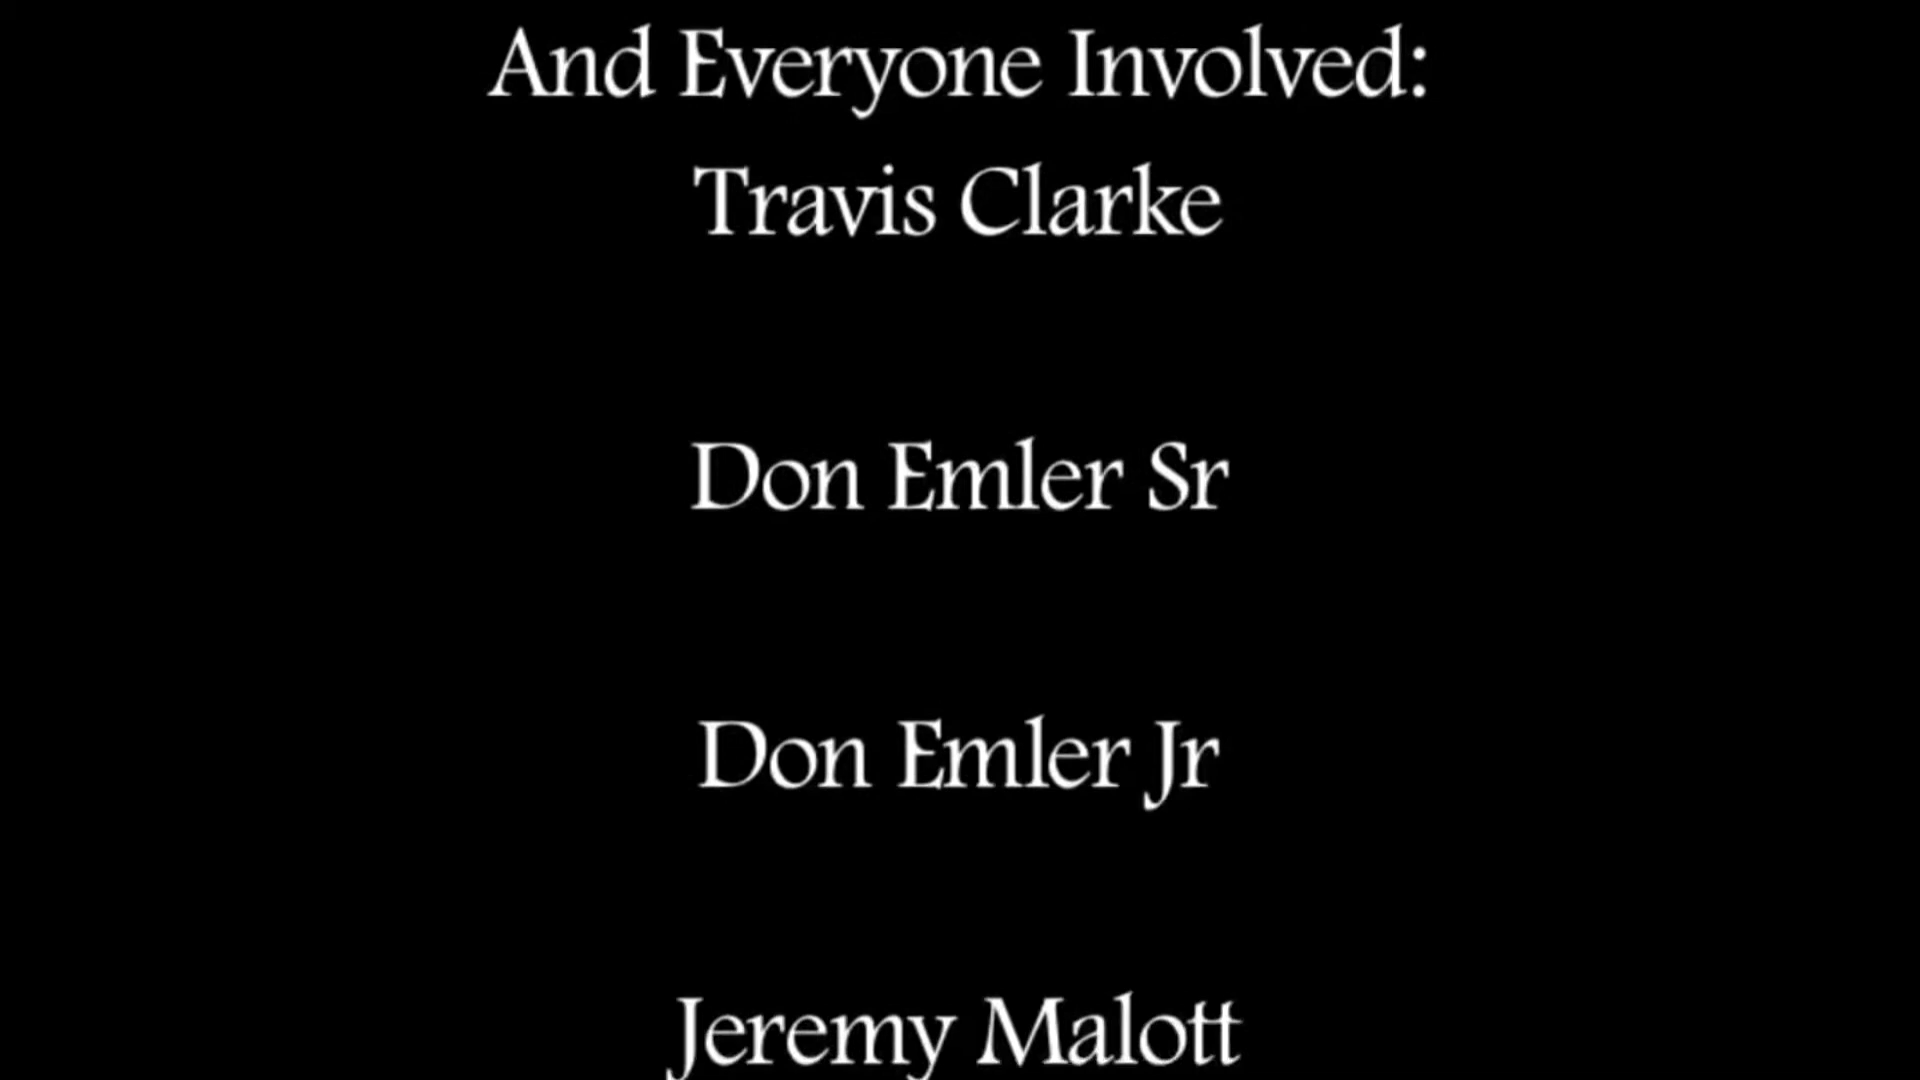 And Everyone Involved:
Travis Clarke
Don Emler Sr
Don Emler Jr
Jeremy Malott